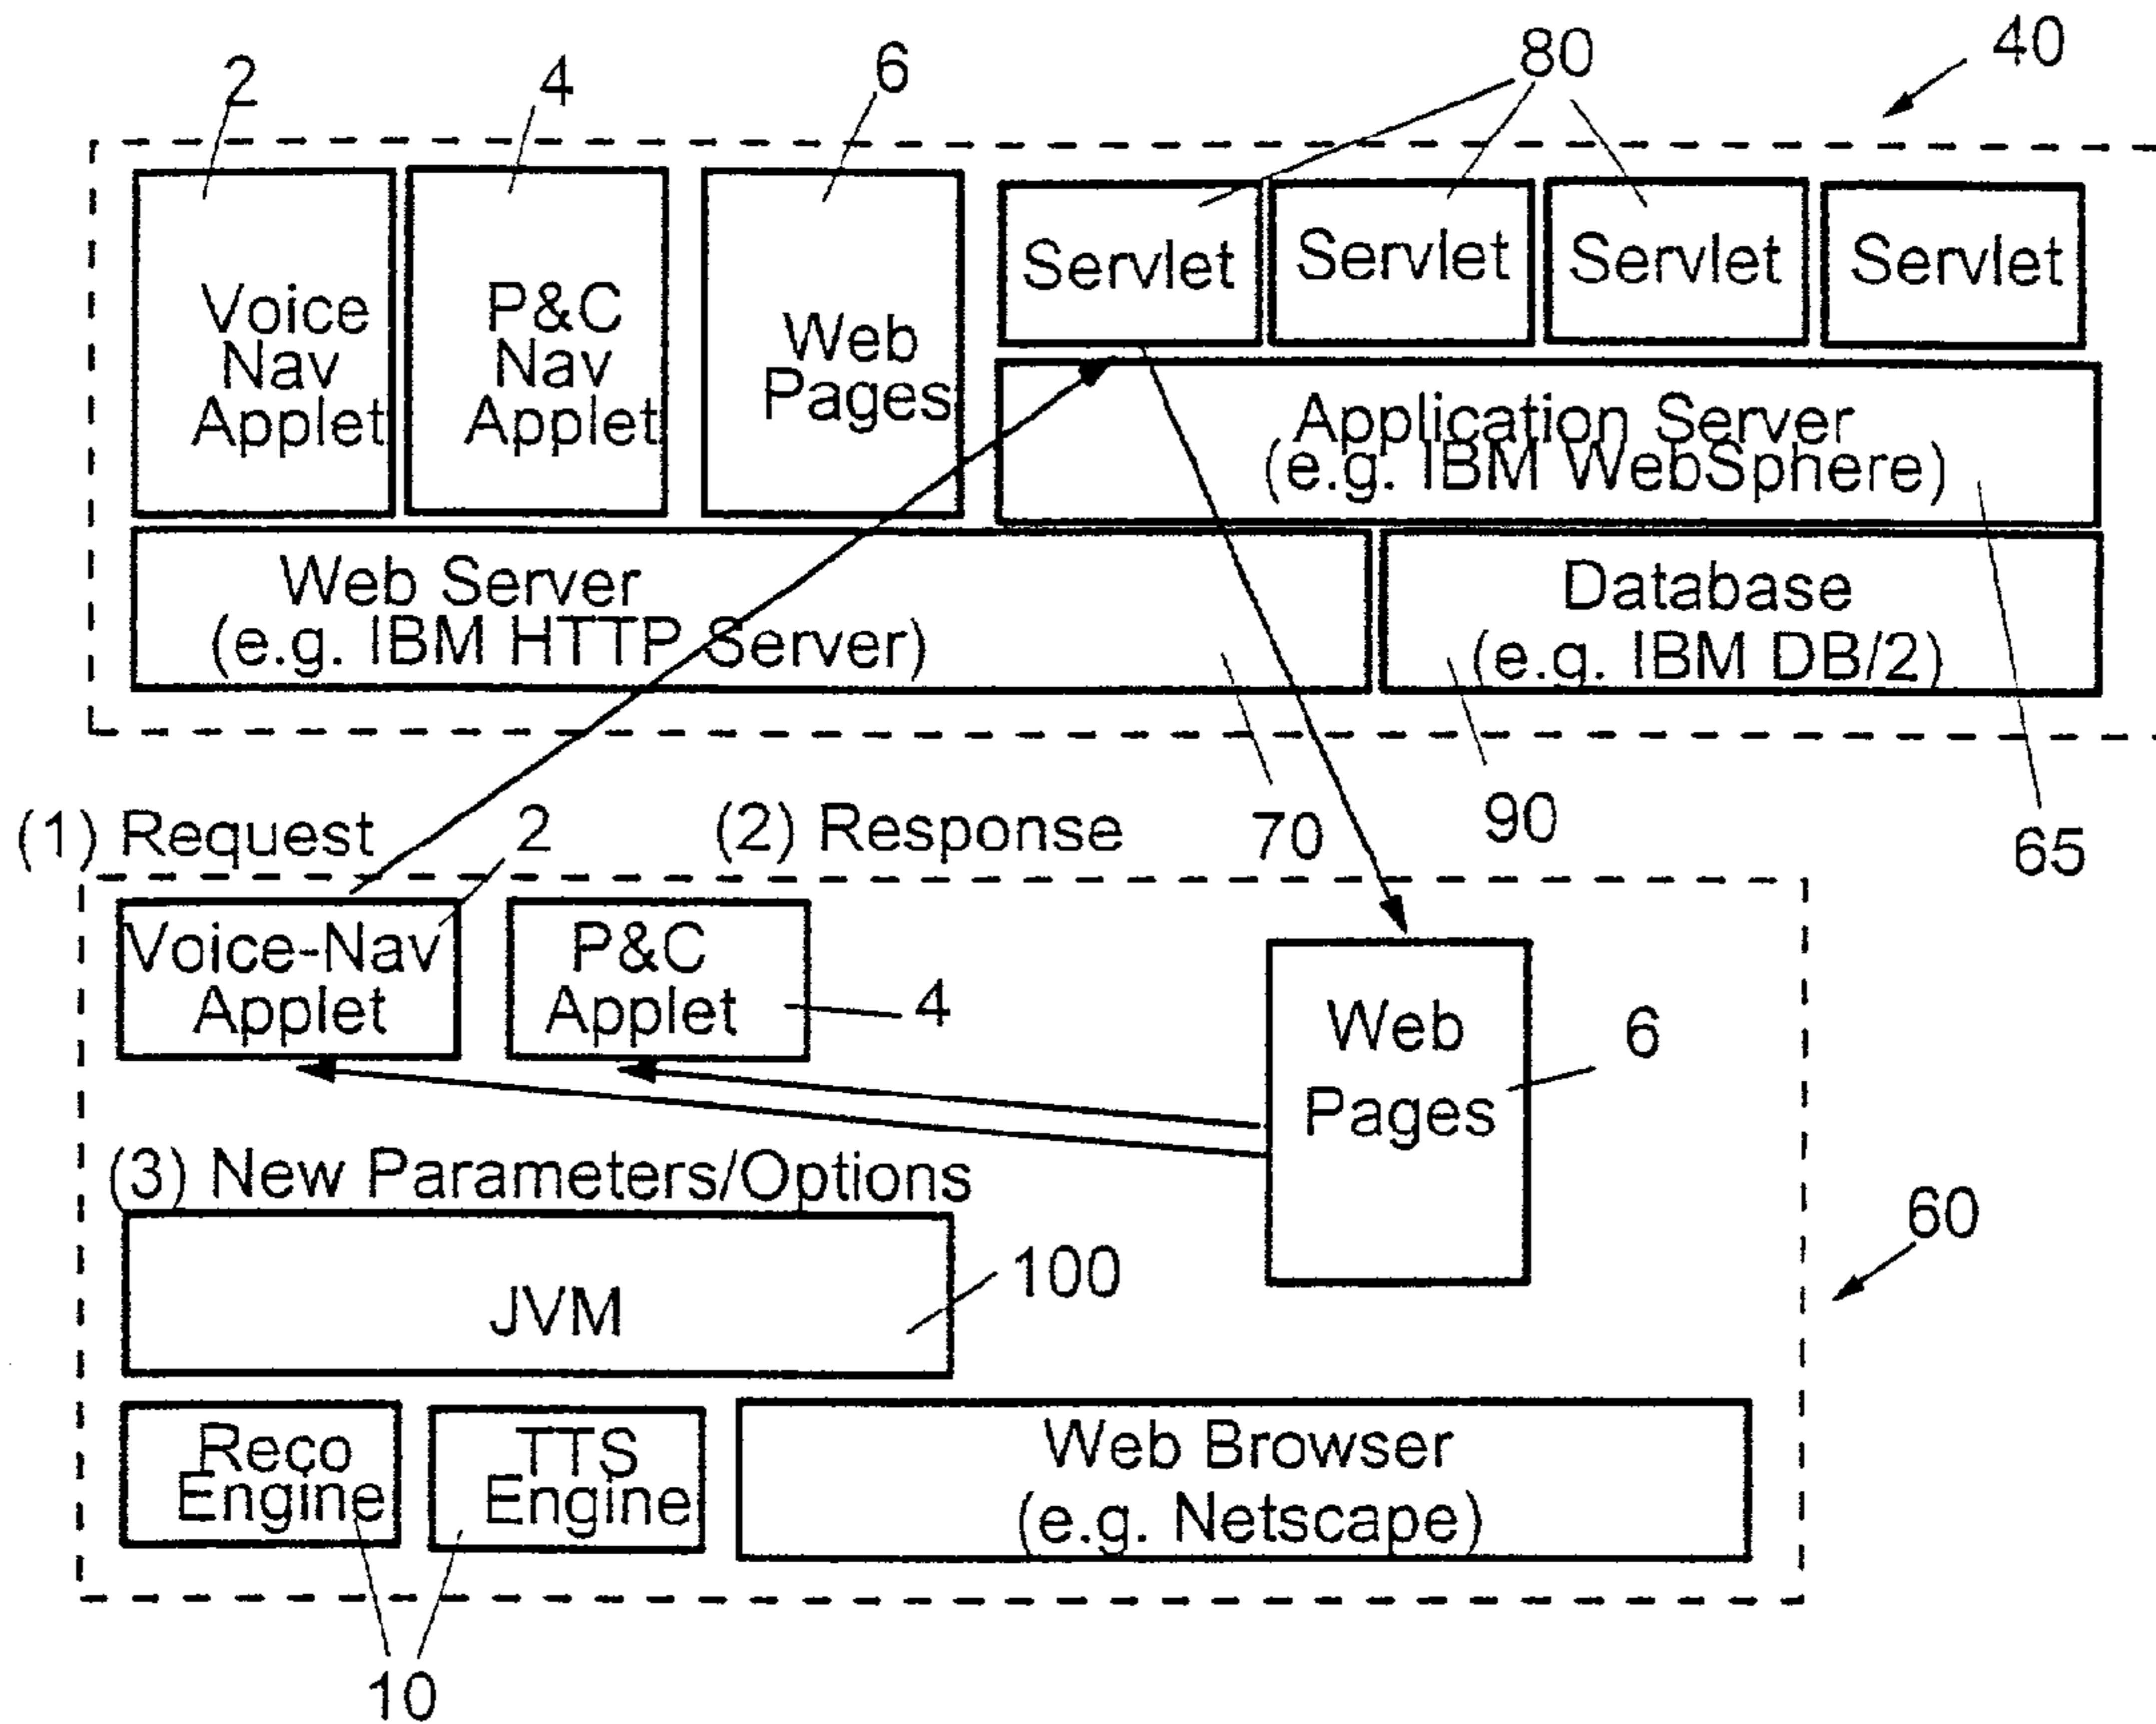 2
4
6
80
40
Voice
Nav
Applet
P&C
Nav
Applet
Web
Pages
Servlet
Servlet
Servlet
Servlet
Application Server
(e.g. IBM WebSphere)
Web Server
(e.g. IBM HTTP Server)
Database
(e.g. IBM DB/2)
(1) Request
2
(2) Response
70
90
65
Voice-Nav
Applet
P&C
Applet
4
Web
Pages
6
(3) New Parameters/Options
60
JVM
100
Reco
Engine
TTS
Engine
Web Browser
(e.g. Netscape)
10